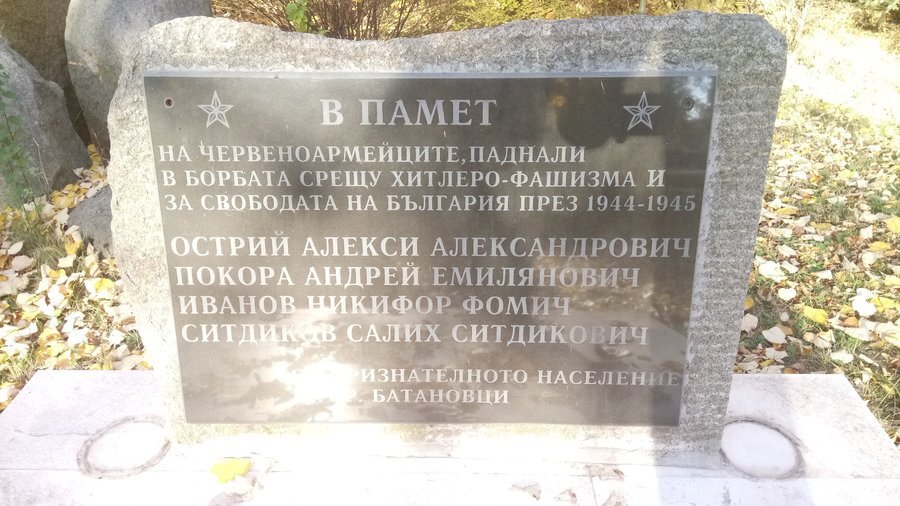 В ПАМЕТ
НА ЧЕРВЕНОАРМЕЙЦИТЕ, ПАДНАЛИ
В БОРБАТА СРЕЩУ ХИТЛЕРО-ФАШИЗМА И
ЗА СВОБОДАТА НА БЪЛГАРИЯ ПРЕЗ 1944-1945
ОСТРИЙ АЛЕКСИ АЛЕКСАНДРОВИЧ
ПОКОРА АНДРЕЙ ЕМИЛЯНОВИЧ
ИВАНОВ НИКИФОР ФОМИЧ
СИТДИКОВ САЛИХ СИТДИКОВИЧ
ПРИЗНАТЕЛНОТО НАСЕЛЕНИЕ
БАТАНОВЦИ